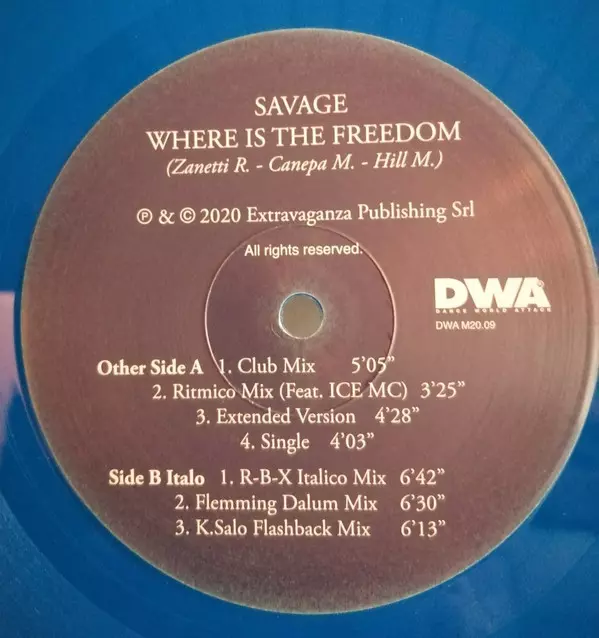 SAVAGE
WHERE IS THE FREEDOM
(Zanetti R. - Canepa M. - Hill M.)
℗ & © 2020 Extravaganza Publishing Srl
All rights reserved.
DWA®
DANCE WORLD ATTACK
DWA M20.09
Other Side A 1. Club Mix 5'05”
2. Ritmico Mix (Feat. ICE MC) 3'25”
3. Extended Version 4'28”
4. Single 4'03”
Side B Italo 1. R-B-X Italico Mix 6'42”
2. Flemming Dalum Mix 6'30”
3. K.Salo Flashback Mix 6'13”